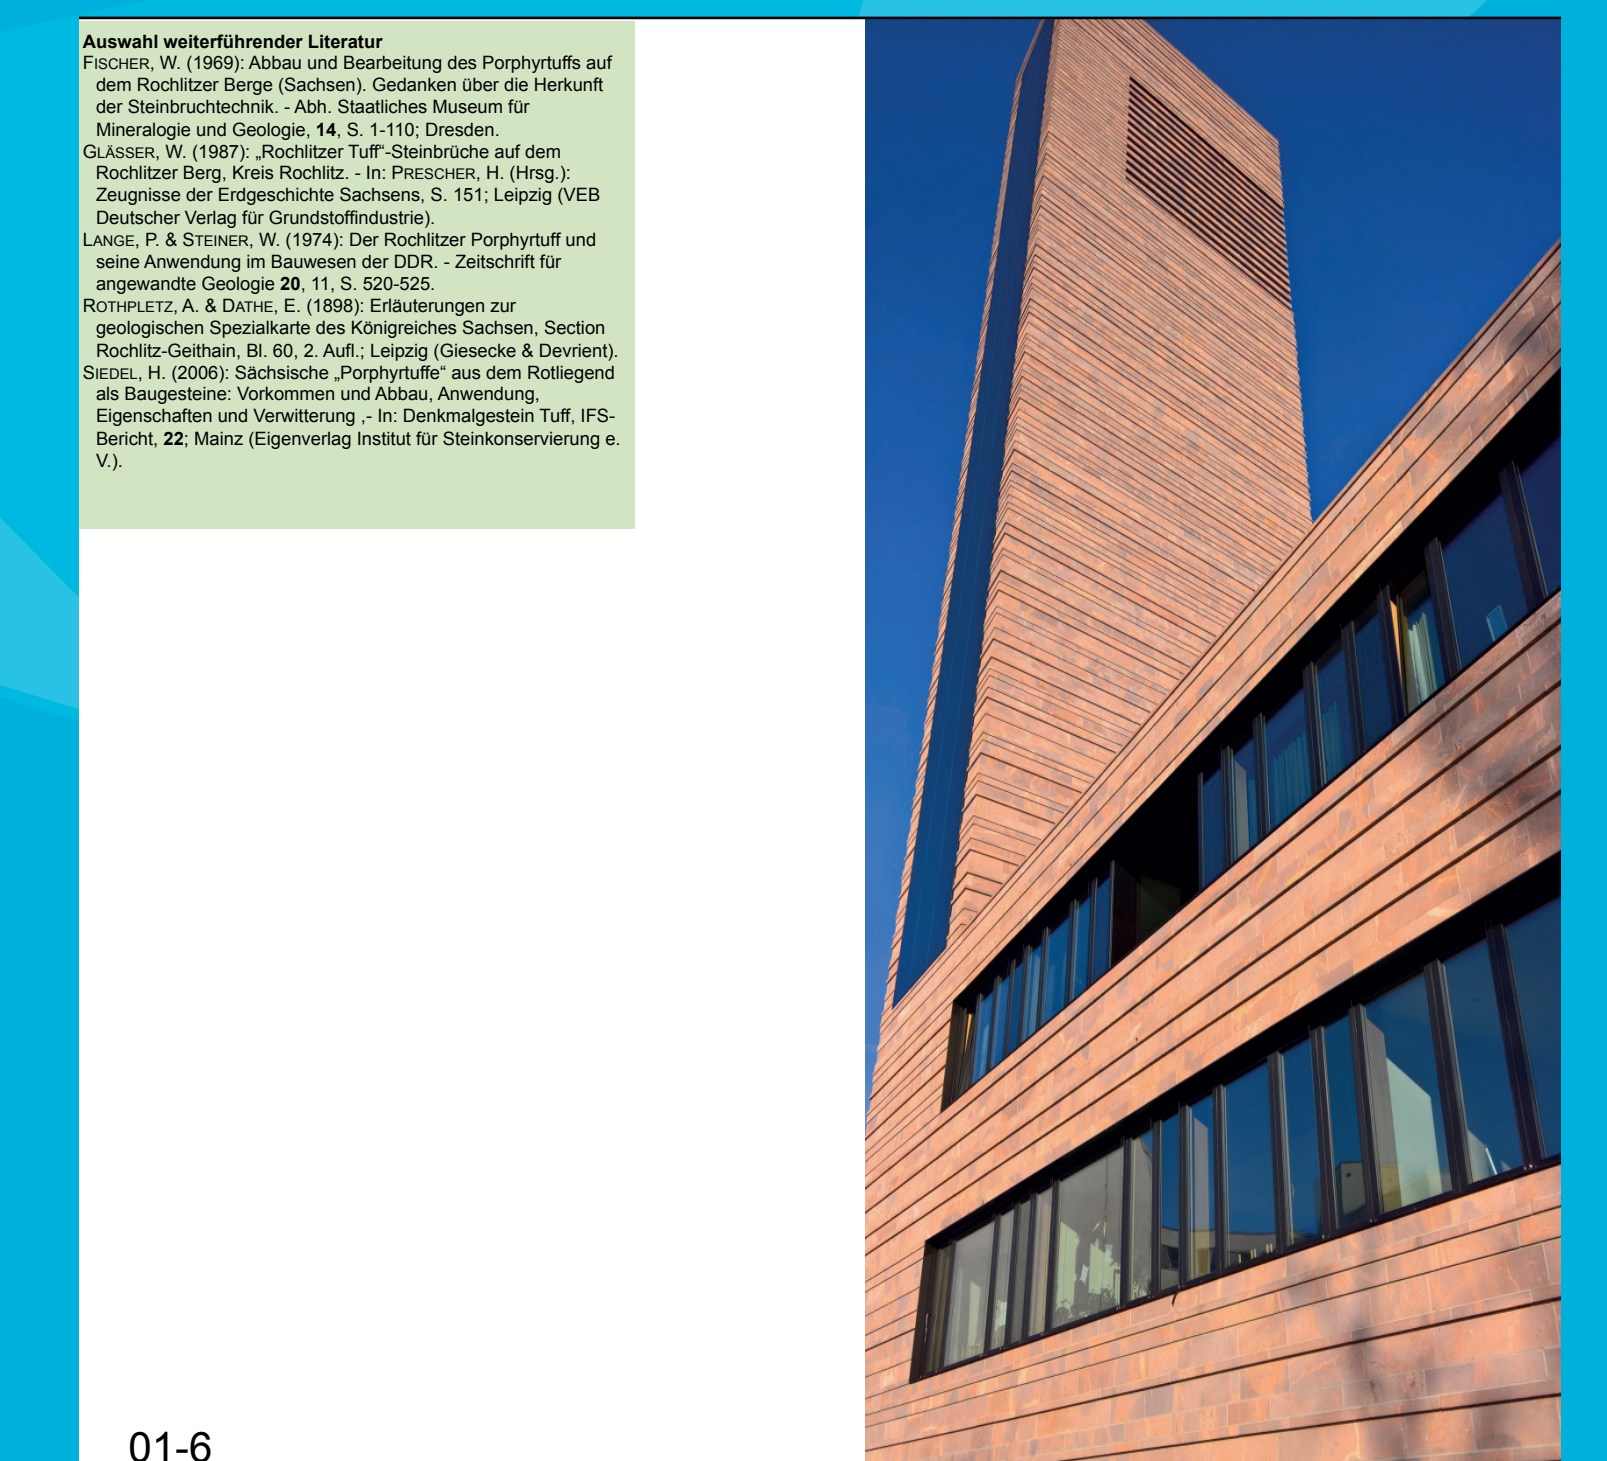 Auswahl weiterführender Literatur
FISCHER, W. (1969): Abbau und Bearbeitung des Porphyrtuffs auf
dem Rochlitzer Berge (Sachsen). Gedanken über die Herkunft
der Steinbruchtechnik. - Abh. Staatliches Museum für
Mineralogie und Geologie, 14, S. 1-110; Dresden.
GLÄSSER, W. (1987): „Rochlitzer Tuff“-Steinbrüche auf dem
Rochlitzer Berg, Kreis Rochlitz. - In: PRESCHER, H. (Hrsg.):
Zeugnisse der Erdgeschichte Sachsens, S. 151; Leipzig (VEB
Deutscher Verlag für Grundstoffindustrie).
LANGE, P. & STEINER, W. (1974): Der Rochlitzer Porphyrtuff und
seine Anwendung im Bauwesen der DDR. - Zeitschrift für
angewandte Geologie 20, 11, S. 520-525.
ROTHPLETZ, A. & DATHE, E. (1898): Erläuterungen zur
geologischen Spezialkarte des Königreiches Sachsen, Section
Rochlitz-Geithain, Bl. 60, 2. Aufl.; Leipzig (Giesecke & Devrient).
SIEDEL, H. (2006): Sächsische „Porphyrtuffe“ aus dem Rotliegend
als Baugesteine: Vorkommen und Abbau, Anwendung,
Eigenschaften und Verwitterung ,- In: Denkmalgestein Tuff, IFS-
Bericht, 22; Mainz (Eigenverlag Institut für Steinkonservierung e.
V.).
01-6